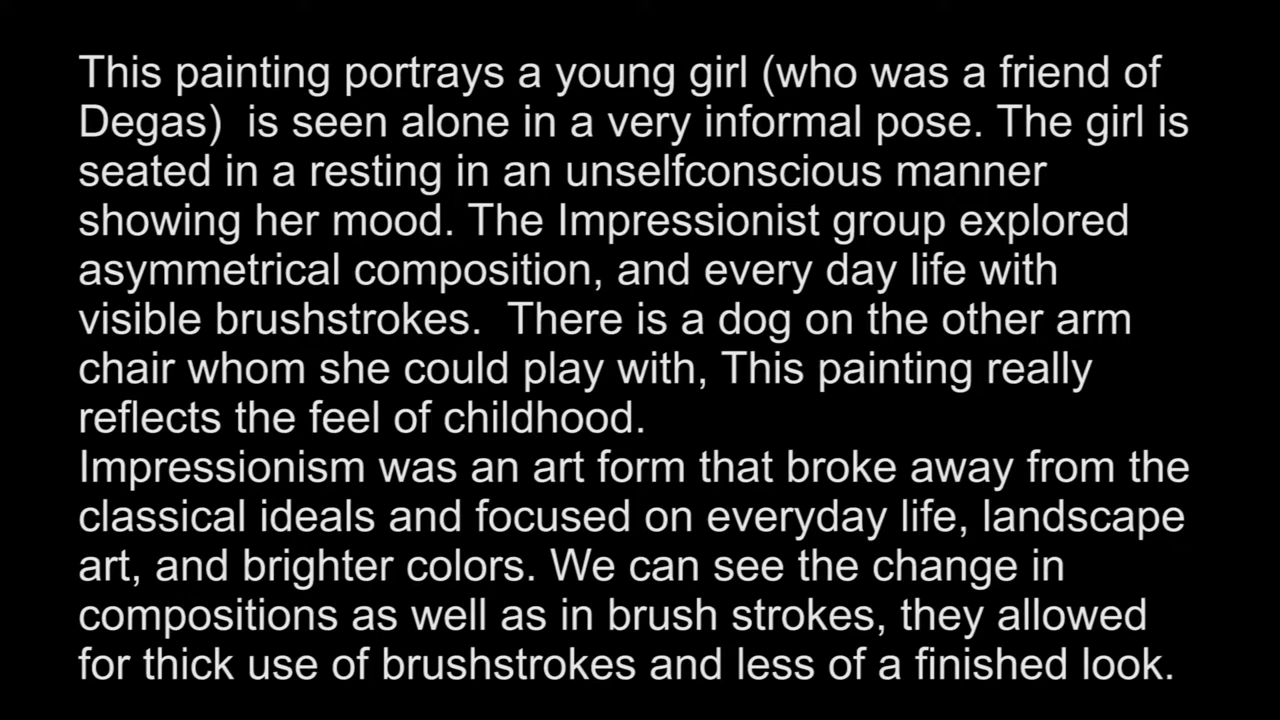 This painting portrays a young girl (who was a friend of
Degas)  is seen alone in a very informal pose. The girl is
seated in a resting in an unselfconscious manner
showing her mood. The Impressionist group explored
asymmetrical composition, and every day life with
visible brushstrokes.  There is a dog on the other arm
chair whom she could play with, This painting really
reflects the feel of childhood.
Impressionism was an art form that broke away from the
classical ideals and focused on everyday life, landscape
art, and brighter colors. We can see the change in
compositions as well as in brush strokes, they allowed
for thick use of brushstrokes and less of a finished look.